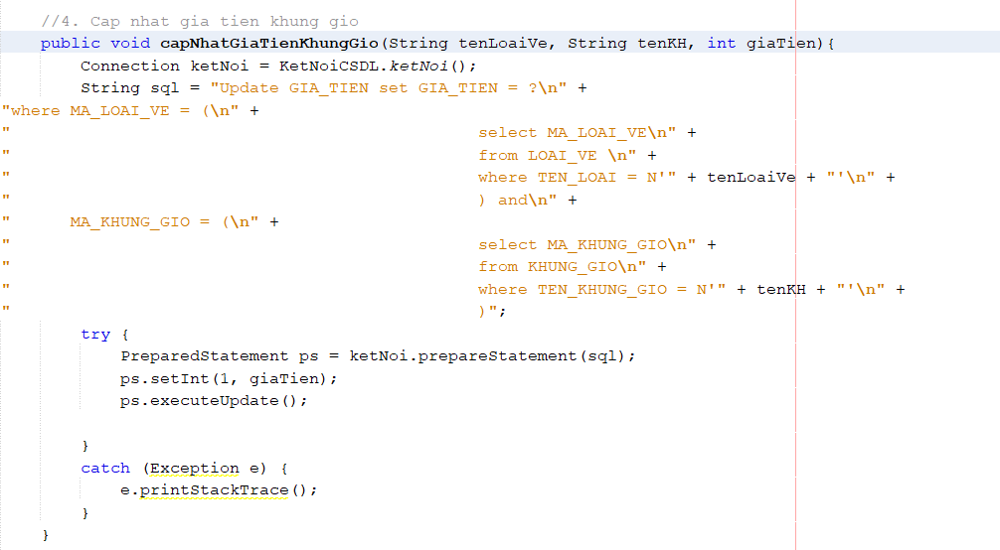 //4. Cap nhat gia tien khung gio
public void capNhatGiaTienKhungGio(String tenLoaiVe, String tenKH, int giaTien){
Connection ketNoi = KetNoiCSDL.ketNoi();
String sql = "Update GIA_TIEN set GIA_TIEN = ?\n" +
"where MA_LOAI_VE = (\n" +
" select MA_LOAI_VE\n" +
" from LOAI_VE \n" +
" where TEN_LOAI = N'" + tenLoaiVe + "'\n" +
" ) and\n" +
" MA_KHUNG_GIO = (\n" +
" select MA_KHUNG_GIO\n" +
" from KHUNG_GIO\n" +
" where TEN_KHUNG_GIO = N'" + tenKH + "'\n" +
" )";
try {
PreparedStatement ps = ketNoi.prepareStatement(sql);
ps.setInt(1, giaTien);
ps.executeUpdate();
}
catch (Exception e) {
e.printStackTrace();
}
}